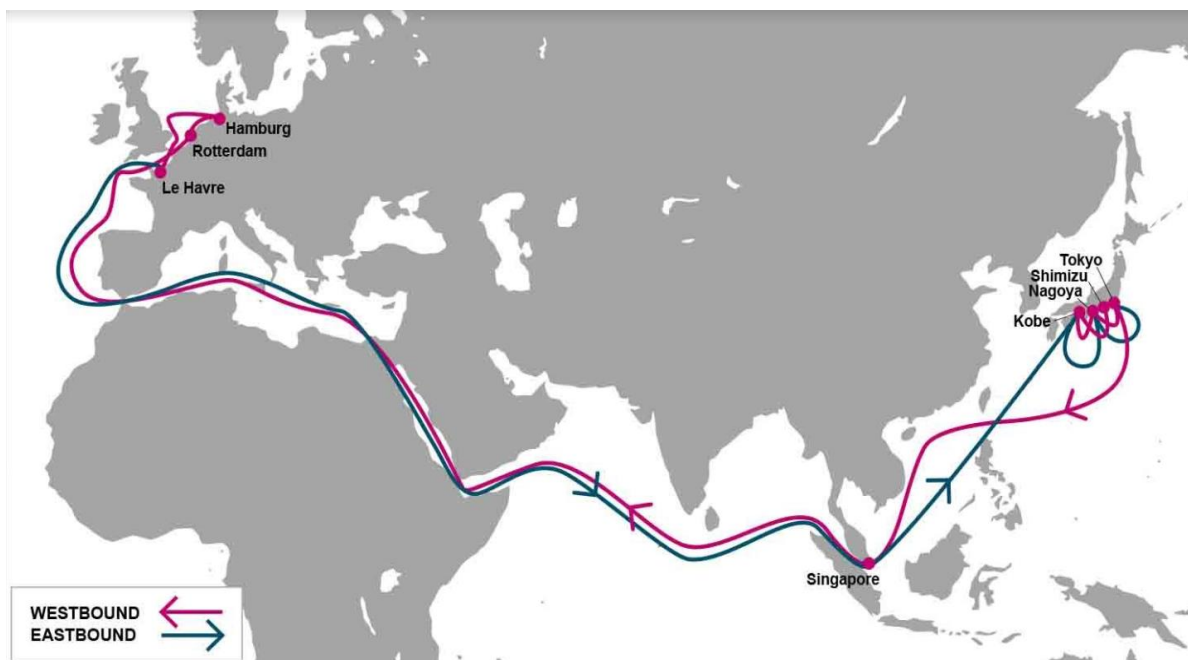 Hamburg
Rotterdam
Le Havre
Tokyo
Shimizu
Nagoya
Kobe
Singapore
WESTBOUND
EASTBOUND